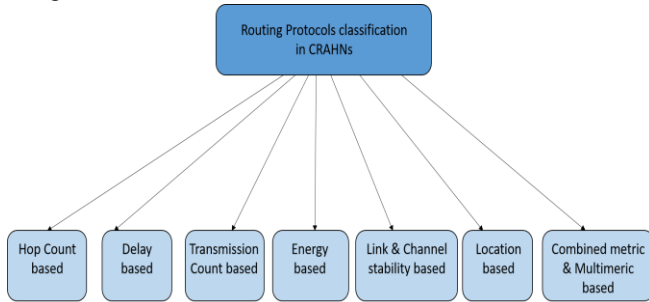 Routing Protocols classification
in CRAHNs
Hop Count
based
Delay
based
Transmission
Count based
Energy
based
Link & Channel
stability based
Location
based
Combined metric
& Multimeric
based